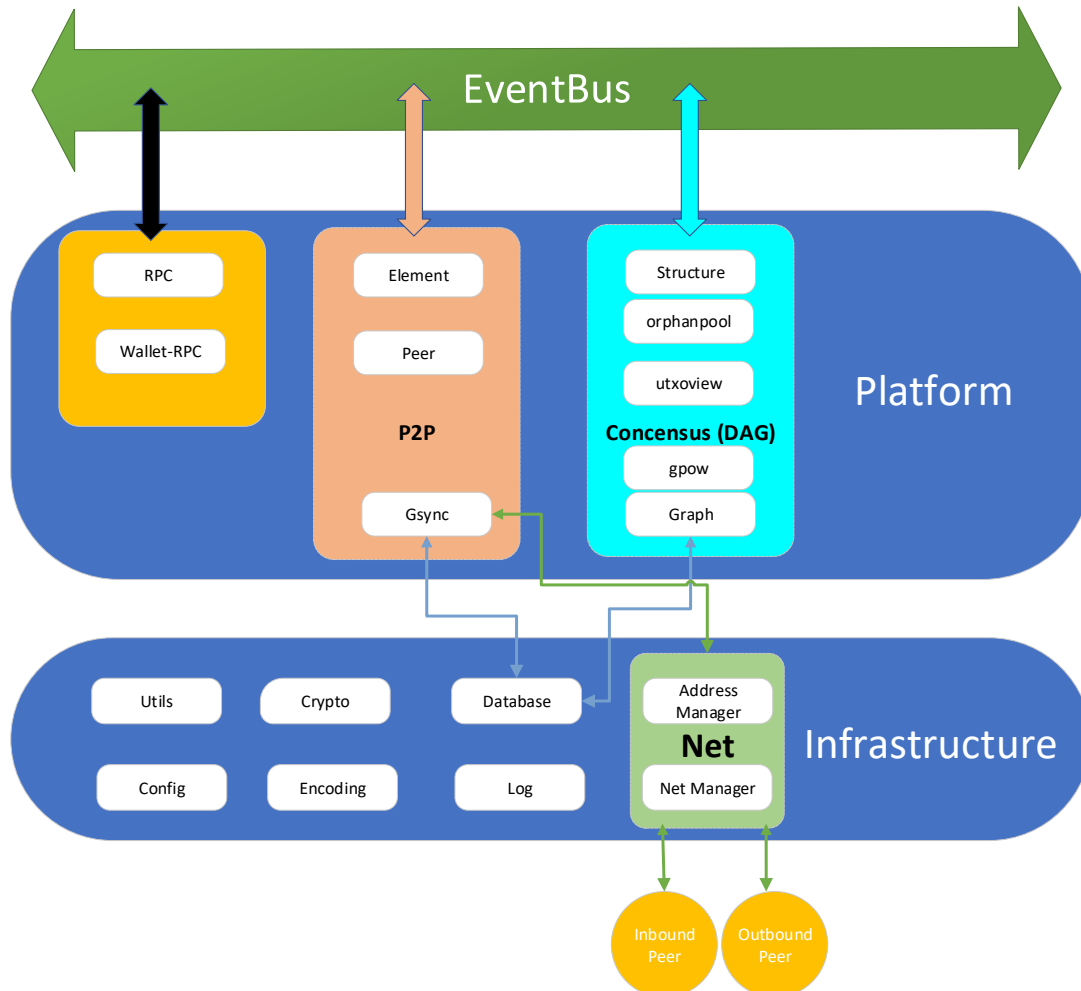 EventBus
RPC
Wallet-RPC
Element
Peer
P2P
Gsync
Structure
orphanpool
utxoview
Concensus (DAG)
gpow
Graph
Platform
Utils
Crypto
Database
Config
Encoding
Log
Address
Manager
Net
Net Manager
Infrastructure
Inbound
Peer
Outbound
Peer